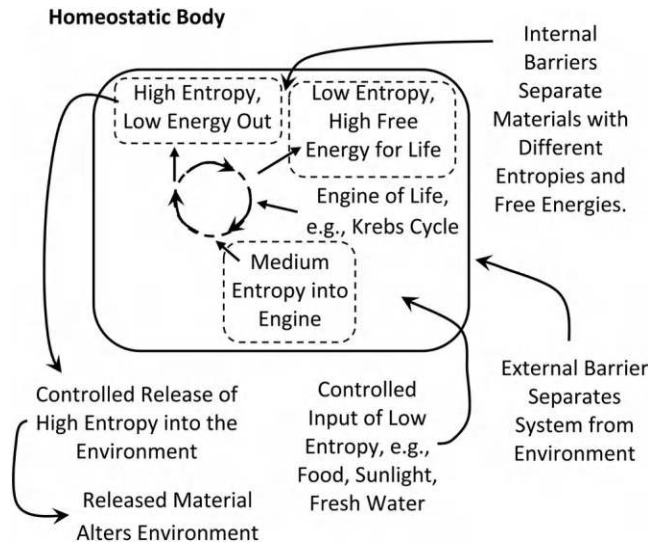 Homeostatic Body
Internal
Barriers
Separate
Materials with
Different
Entropies and
Free Energies.
High Entropy,
Low Energy Out
Low Entropy,
High Free
Energy for Life
Engine of Life,
e.g., Krebs Cycle
Medium
Entropy into
Engine
Controlled Release of
High Entropy into the
Environment
Controlled
Input of Low
Entropy, e.g.,
Food, Sunlight,
Fresh Water
External Barrier
Separates
System from
Environment
Released Material
Alters Environment